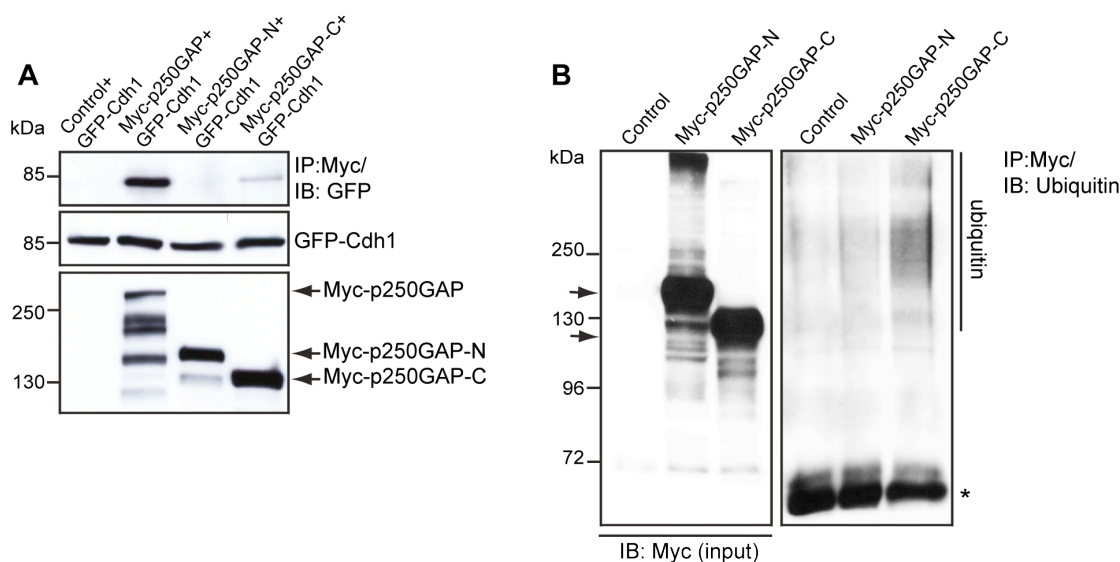 A
kDa
Control+
GFP-Cdh1
Myc-p250GAP+
GFP-Cdh1
Myc-p250GAP-N+
GFP-Cdh1
Myc-p250GAP-C+
GFP-Cdh1
85
IP:Myc/
IB: GFP
85
GFP-Cdh1
250
130
Myc-p250GAP
Myc-p250GAP-N
Myc-p250GAP-C
B
kDa
Control
Myc-p250GAP-N
Myc-p250GAP-C
Control
Myc-p250GAP-N
Myc-p250GAP-C
250
130
96
72
IB: Myc (input)
ubiquitin
IP:Myc/
IB: Ubiquitin
*